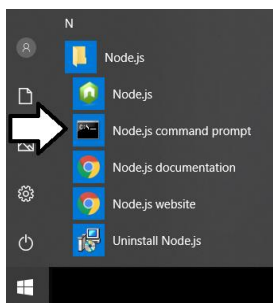 N
Node.js
Node.js
Node.js command prompt
Node.js documentation
Node.js website
Uninstall Node.js